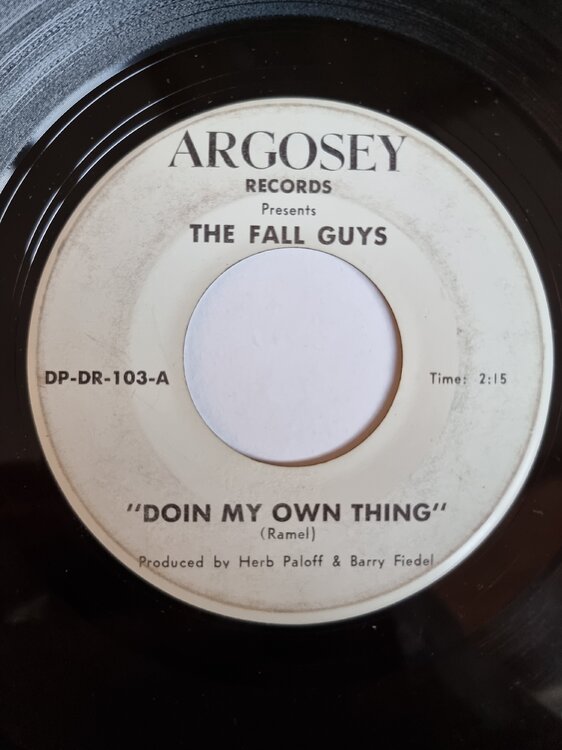 ARGOSEY
RECORDS
Presents
THE FALL GUYS
DP-DR-103-A
Time: 2:15
"DOIN MY OWN THING"
(Ramel)
Produced by Herb Paloff & Barry Fiedel